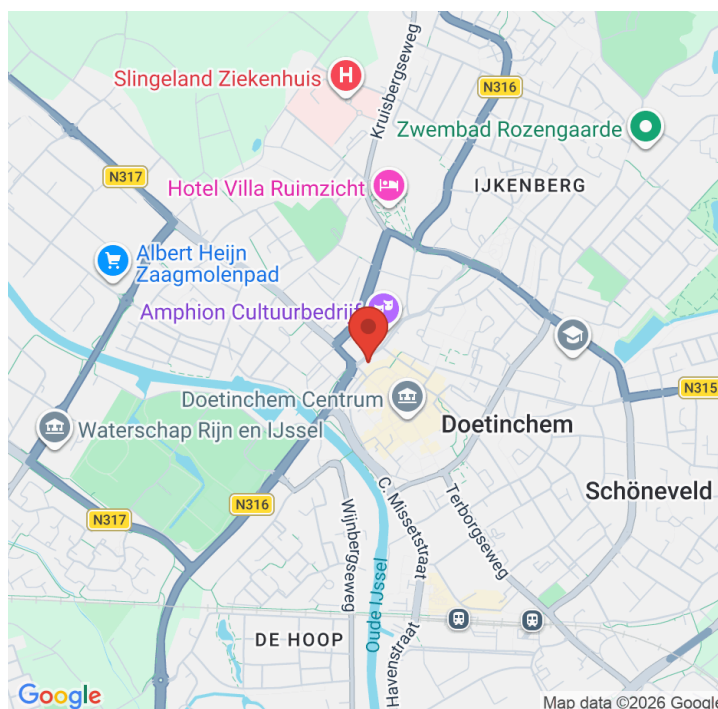 Slingeland Ziekenhuis
H
Kruisbergseweg
N316
Zwembad Rozengaarde
N317
Hotel Villa Ruimzicht
IJKENBERG
Albert Heijn
Zaagmolenpad
Amphion Cultuurbedrijf
N315
Doetinchem Centrum
Doetinchem
Waterschap Rijn en IJssel
Schöneveld
N316
N317
C. Missetstraat
Terborgseweg
Wijnbergseweg
Oude IJssel
DE HOOP
Havenstraat
Google
Map data ©2026 Google